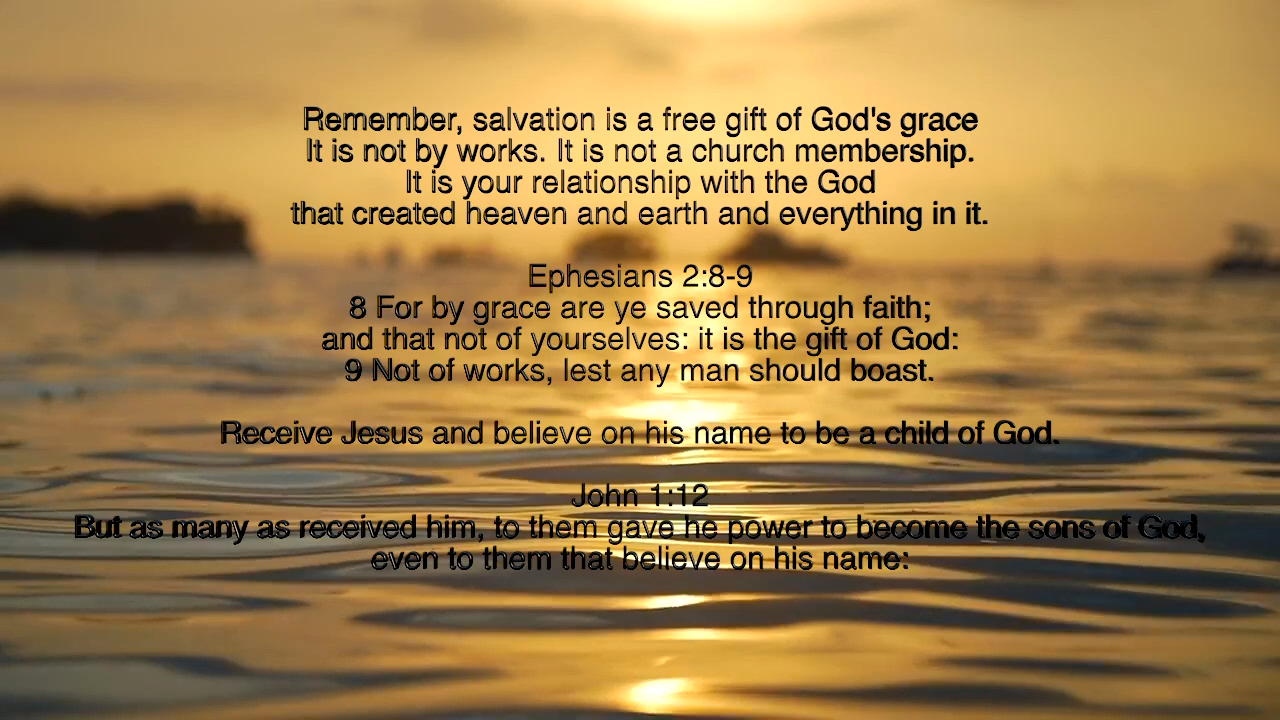 Remember, salvation is a free gift of God's grace
It is not by works. It is not a church membership.
It is your relationship with the God
that created heaven and earth and everything in it.
Ephesians 2:8-9
8 For by grace are ye saved through faith;
and that not of yourselves: it is the gift of God:
9 Not of works, lest any man should boast.
Receive Jesus and believe on his name to be a child of God.
John 1:12
But as many as received him, to them gave he power to become the sons of God,
even to them that believe on his name: